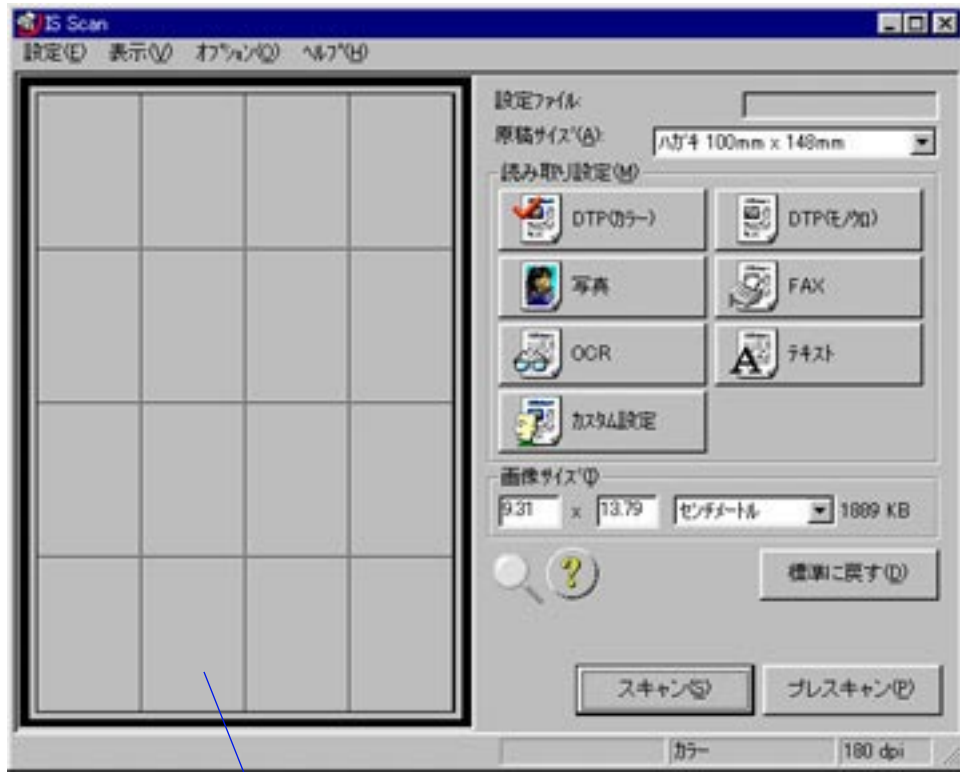 IS Scan
設定(E) 表示(V) ｵﾌﾟｼｮﾝ(O) ﾍﾙﾌﾟ(H)
設定ﾌｧｲﾙ:
原稿ｻｲｽﾞ(A): ﾊｶﾞｷ 100mm x 148mm
読み取り設定(M)
DTP(ｶﾗｰ) DTP(ﾓﾉｸﾛ)
写真 FAX
OCR ﾃｷｽﾄ
ｶｽﾀﾑ設定
画像ｻｲｽﾞ(I)
9.31 x 13.79 ｾﾝﾁﾒｰﾄﾙ 1889 KB
標準に戻す(D)
スキャン(S) プレスキャン(P)
ｶﾗｰ 180 dpi